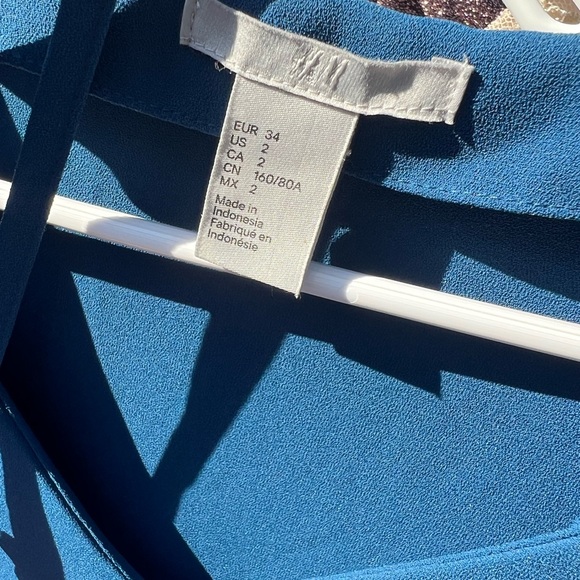 H&M
EUR 34
US 2
CA 2
CN 160/80A
MX 2
Made in
Indonesia
Fabriqué en
Indonésie